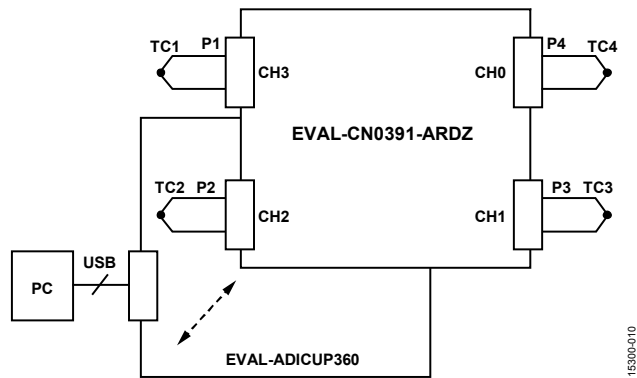 TC1 P1
CH3
P4 TC4
CH0
EVAL-CN0391-ARDZ
TC2 P2
CH2
P3 TC3
CH1
USB
PC
EVAL-ADICUP360
15300-010